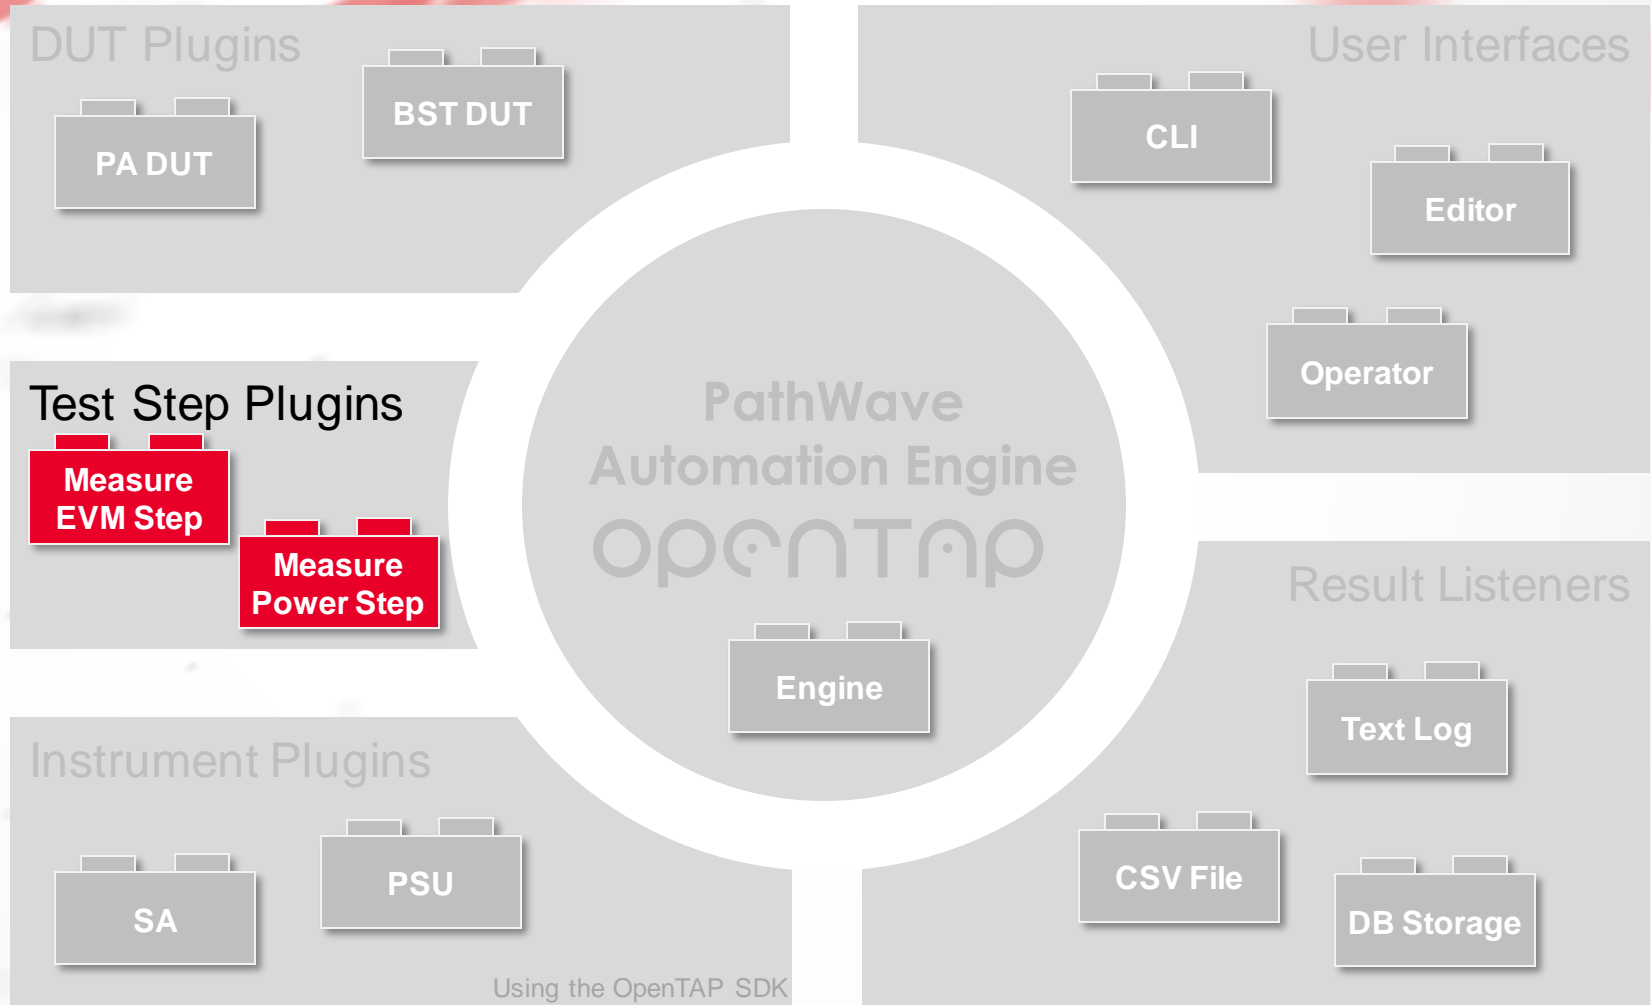 DUT Plugins
PA DUT
BST DUT
User Interfaces
CLI
Editor
Operator
Test Step Plugins
Measure
EVM Step
Measure
Power Step
PathWave
Automation Engine
OpenTAP
Engine
Instrument Plugins
SA
PSU
Using the OpenTAP SDK
Result Listeners
Text Log
CSV File
DB Storage